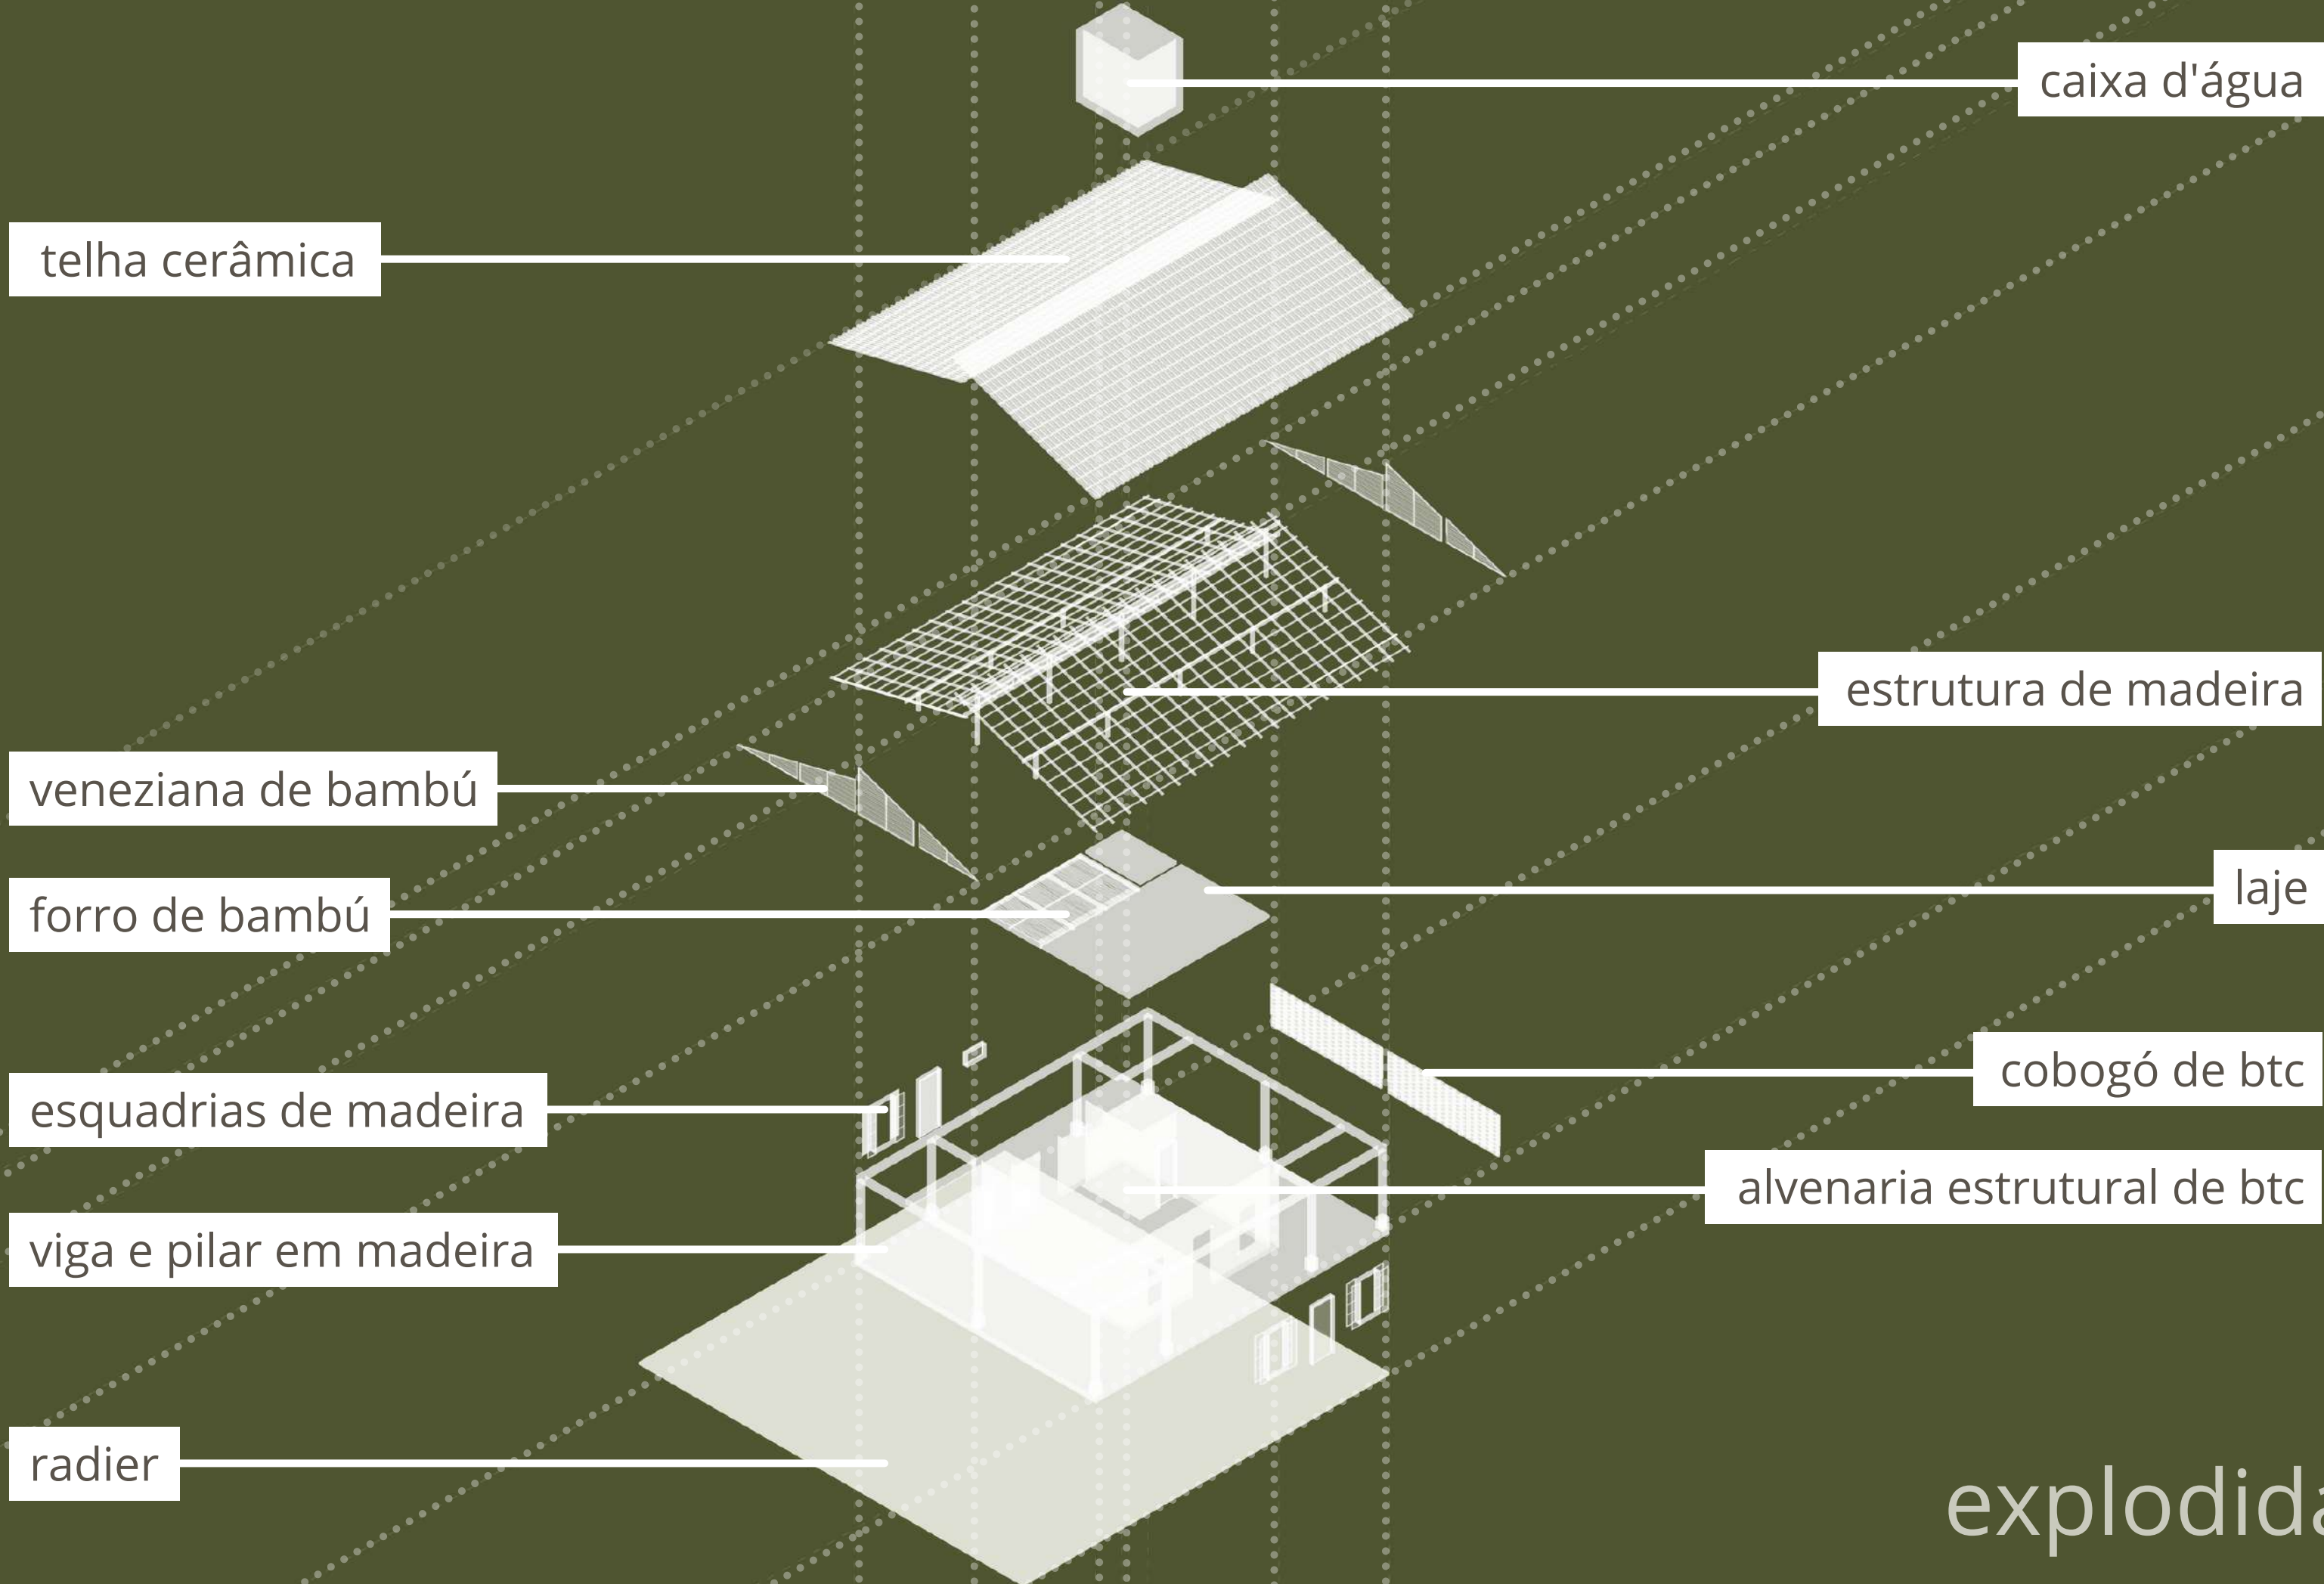 caixa d'água
telha cerâmica
estrutura de madeira
veneziana de bambú
laje
forro de bambú
cobogó de btc
esquadrias de madeira
alvenaria estrutural de btc
viga e pilar em madeira
radier
explodida